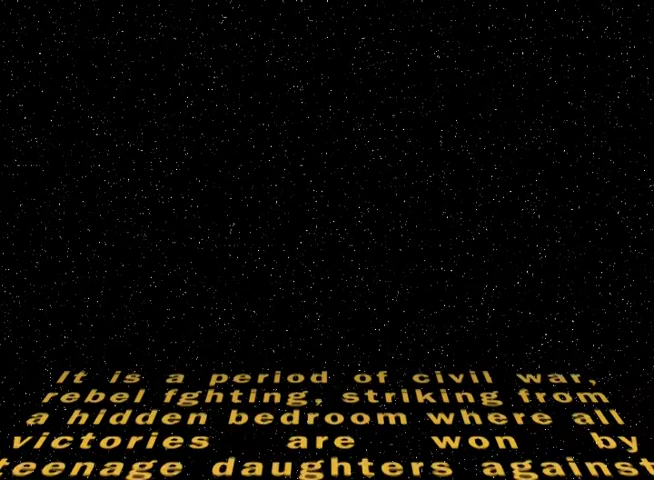 It is a period of civil war,
rebel fghting, striking from
a hidden bedroom where all
victories are won by
teenage daughters against